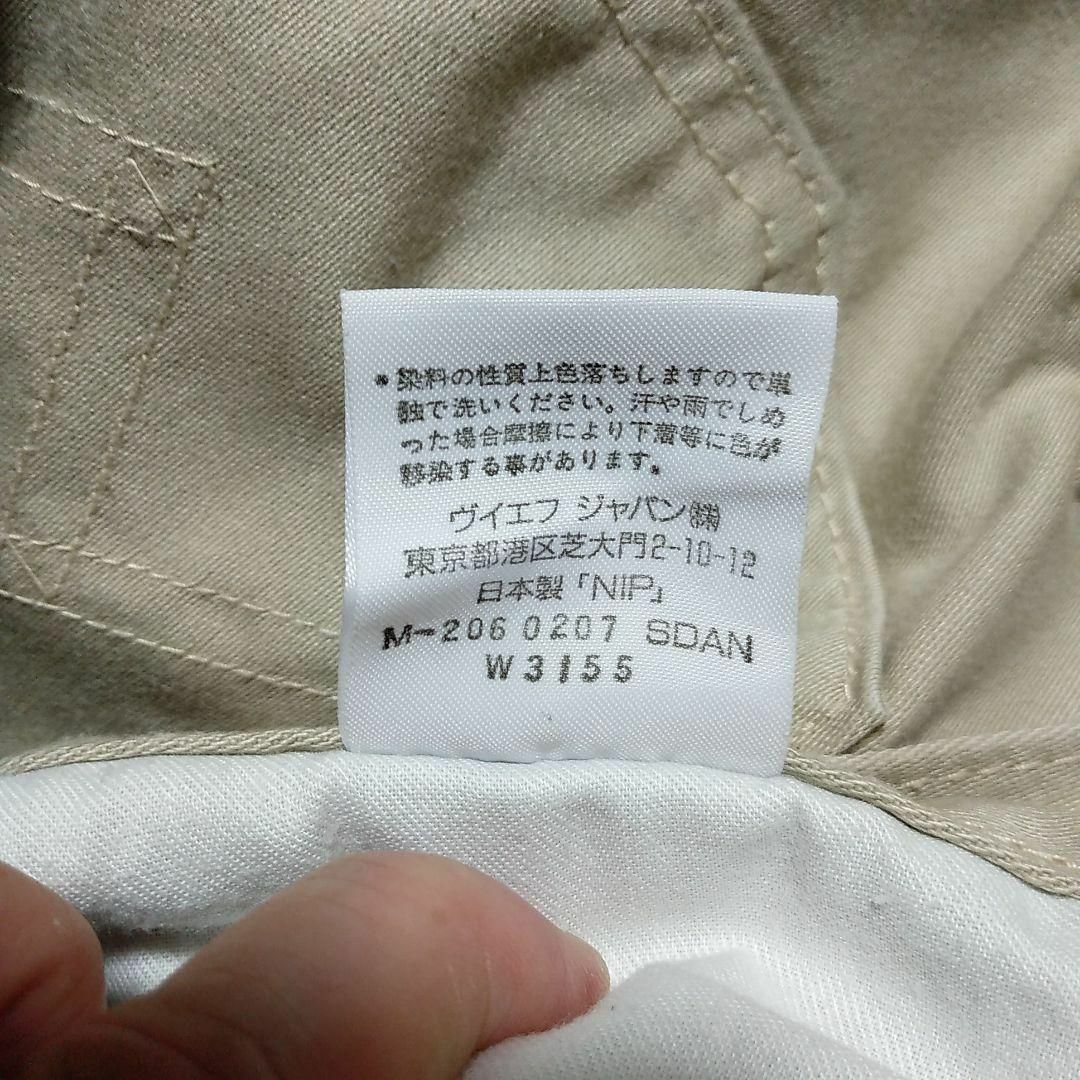 *染料の性質上色落ちしますので単
独で洗いください。汗や雨でしめ
った場合摩擦により下着等に色が
移染する事があります。
ヴイエフ ジャパン㈱
東京都港区芝大門2-10-12
日本製「NIP」
M-206 0207 SDAN
W3155